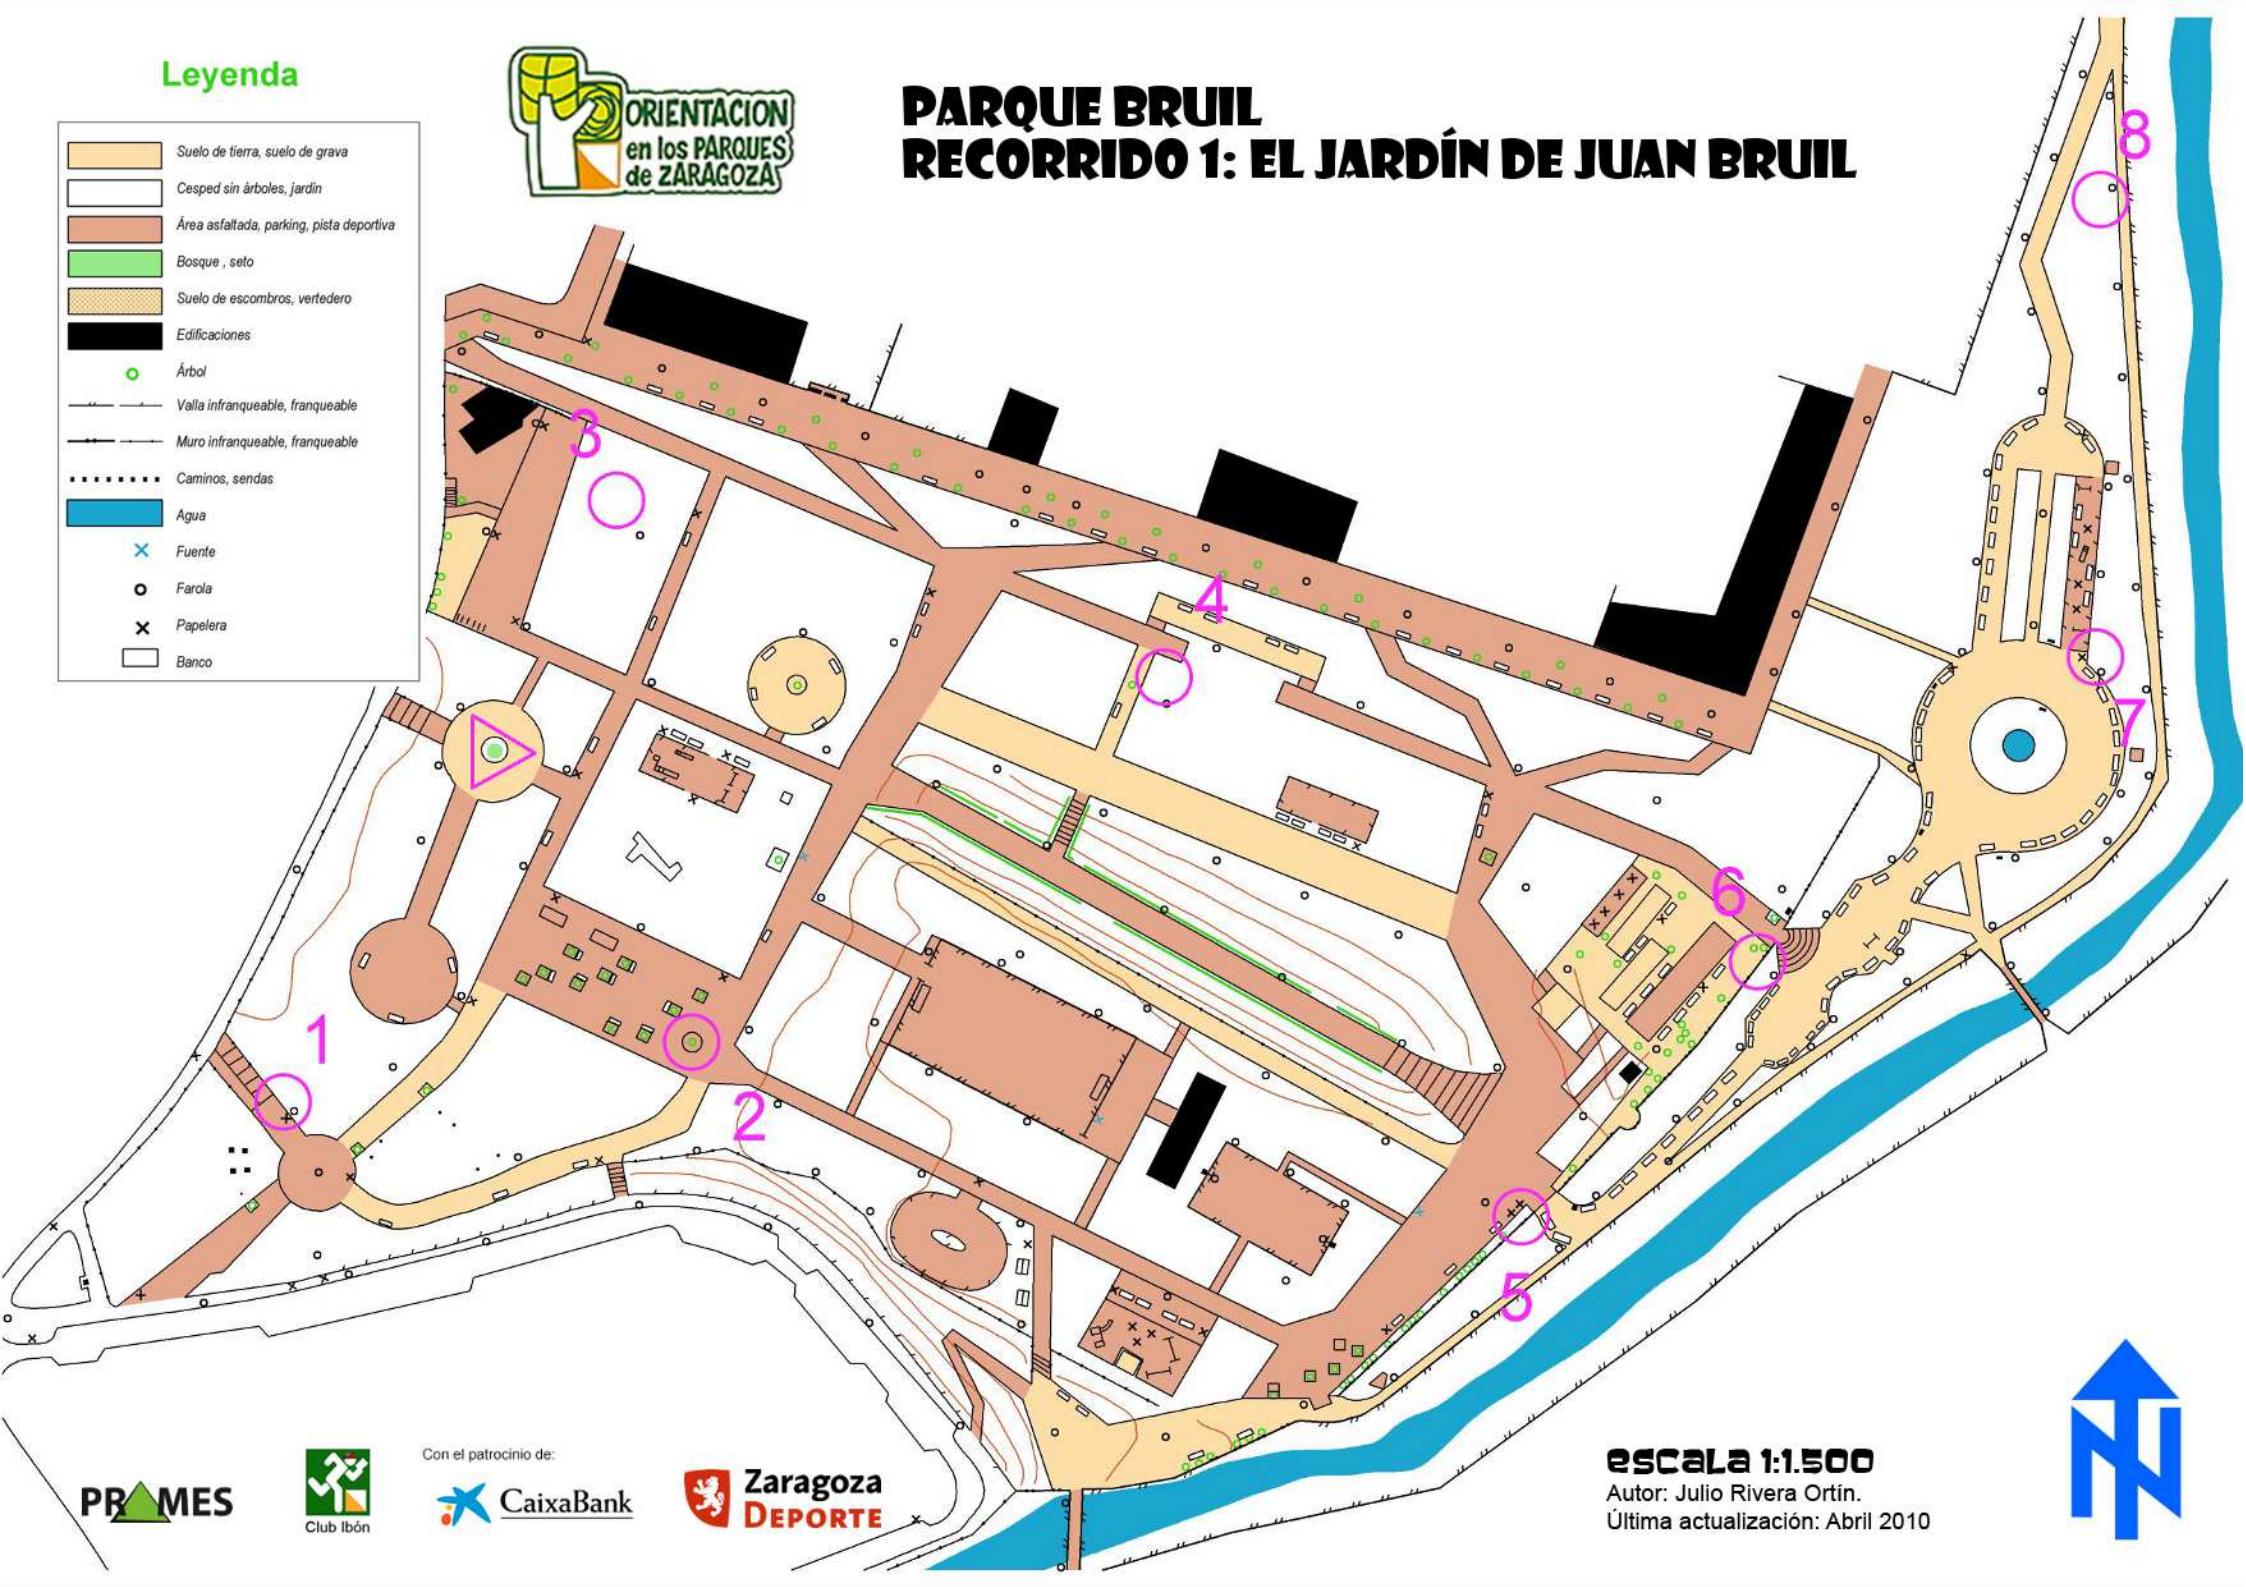 Leyenda
Suelo de tierra, suelo de grava
Cesped sin árboles, jardín
Área asfaltada, parking, pista deportiva
Bosque , seto
Suelo de escombros, vertedero
Edificaciones
Árbol
Valla infranqueable, franqueable
Muro infranqueable, franqueable
Caminos, sendas
Agua
Fuente
Farola
Papelera
Banco
ORIENTACION
en los PARQUES
de ZARAGOZA
PARQUE BRUIL
RECORRIDO 1: EL JARDÍN DE JUAN BRUIL
8
3
4
7
6
1
2
5
PRAMES
Club Ibón
Con el patrocinio de:
CaixaBank
Zaragoza
DEPORTE
escala 1:1.500
Autor: Julio Rivera Ortín.
Última actualización: Abril 2010
N